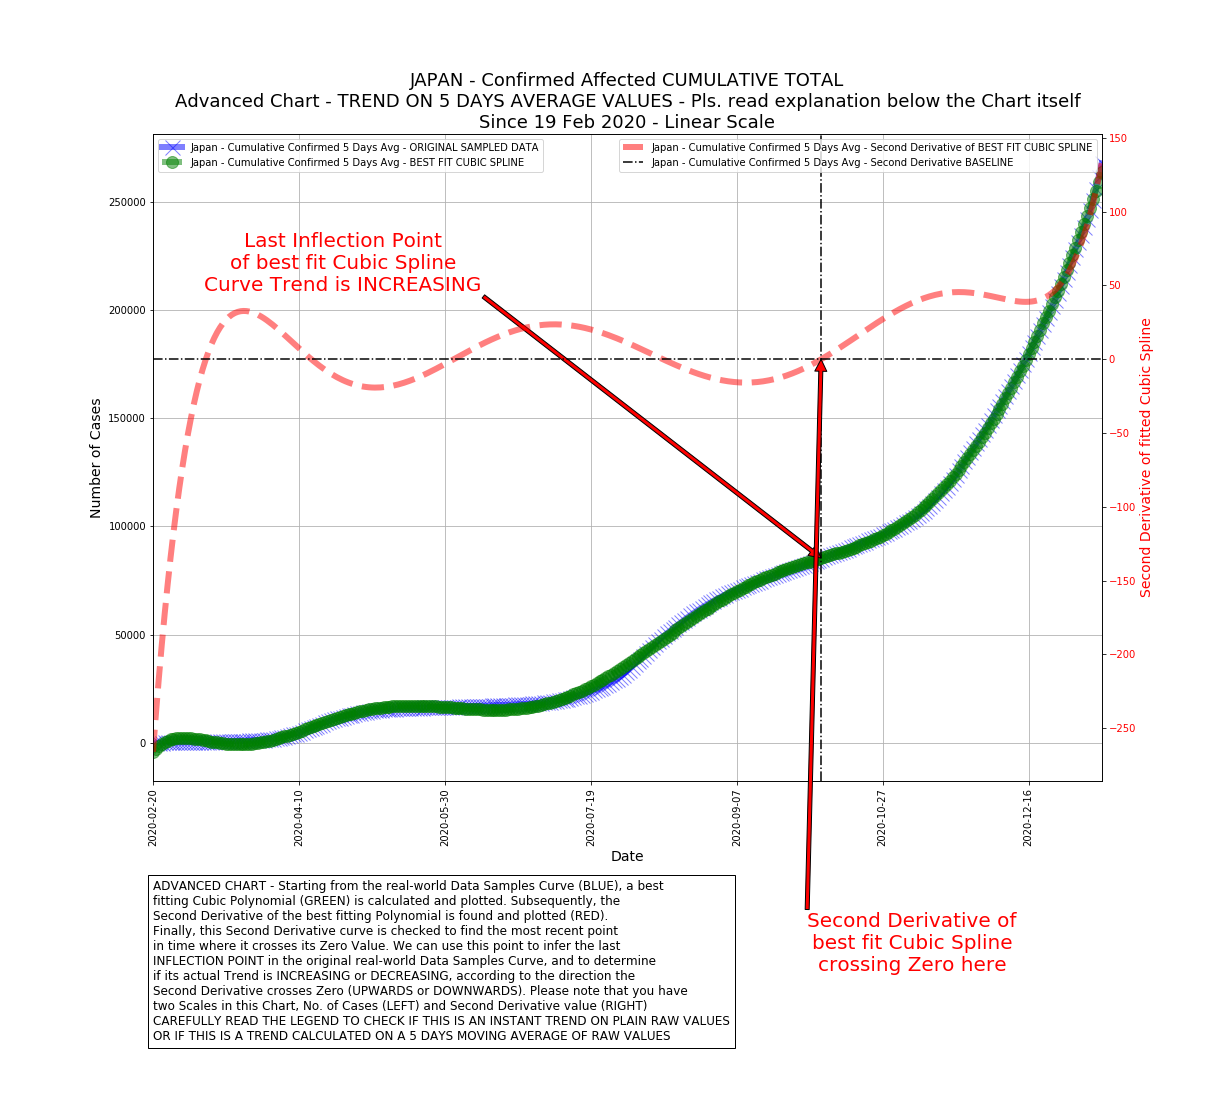 JAPAN - Confirmed Affected CUMULATIVE TOTAL
Advanced Chart - TREND ON 5 DAYS AVERAGE VALUES - Pls. read explanation below the Chart itself
Since 19 Feb 2020 - Linear Scale
Japan - Cumulative Confirmed 5 Days Avg - ORIGINAL SAMPLED DATA
Japan - Cumulative Confirmed 5 Days Avg - BEST FIT CUBIC SPLINE
Japan - Cumulative Confirmed 5 Days Avg - Second Derivative of BEST FIT CUBIC SPLINE
Japan - Cumulative Confirmed 5 Days Avg - Second Derivative BASELINE
Last Inflection Point
of best fit Cubic Spline
Curve Trend is INCREASING
Number of Cases
250000
200000
150000
100000
50000
0
150
100
50
0
−50
−100
−150
−200
−250
Second Derivative of fitted Cubic Spline
2020-02-20
2020-04-10
2020-05-30
2020-07-19
2020-09-07
2020-10-27
2020-12-16
Date
Second Derivative of
best fit Cubic Spline
crossing Zero here
ADVANCED CHART - Starting from the real-world Data Samples Curve (BLUE), a best
fitting Cubic Polynomial (GREEN) is calculated and plotted. Subsequently, the
Second Derivative of the best fitting Polynomial is found and plotted (RED).
Finally, this Second Derivative curve is checked to find the most recent point
in time where it crosses its Zero Value. We can use this point to infer the last
INFLECTION POINT in the original real-world Data Samples Curve, and to determine
if its actual Trend is INCREASING or DECREASING, according to the direction the
Second Derivative crosses Zero (UPWARDS or DOWNWARDS). Please note that you have
two Scales in this Chart, No. of Cases (LEFT) and Second Derivative value (RIGHT)
CAREFULLY READ THE LEGEND TO CHECK IF THIS IS AN INSTANT TREND ON PLAIN RAW VALUES
OR IF THIS IS A TREND CALCULATED ON A 5 DAYS MOVING AVERAGE OF RAW VALUES